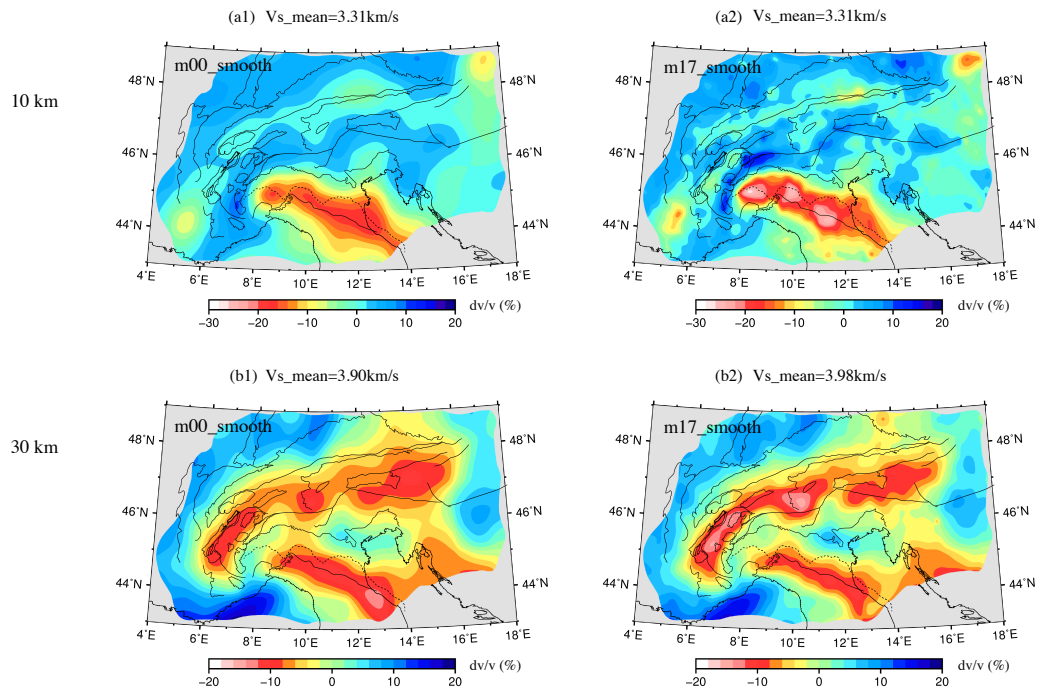 (a1) Vs_mean=3.31km/s
(a2) Vs_mean=3.31km/s
10 km
m00_smooth
48°N
46°N
44°N
48°N
46°N
44°N
4°E 6°E 8°E 10°E 12°E 14°E 16°E 18°E
−30 −20 −10 0 10 20
dv/v (%)
m17_smooth
48°N
46°N
44°N
48°N
46°N
44°N
4°E 6°E 8°E 10°E 12°E 14°E 16°E 18°E
−30 −20 −10 0 10 20
dv/v (%)
(b1) Vs_mean=3.90km/s
(b2) Vs_mean=3.98km/s
30 km
m00_smooth
48°N
46°N
44°N
48°N
46°N
44°N
4°E 6°E 8°E 10°E 12°E 14°E 16°E 18°E
−20 −10 0 10 20
dv/v (%)
m17_smooth
48°N
46°N
44°N
48°N
46°N
44°N
4°E 6°E 8°E 10°E 12°E 14°E 16°E 18°E
−20 −10 0 10 20
dv/v (%)